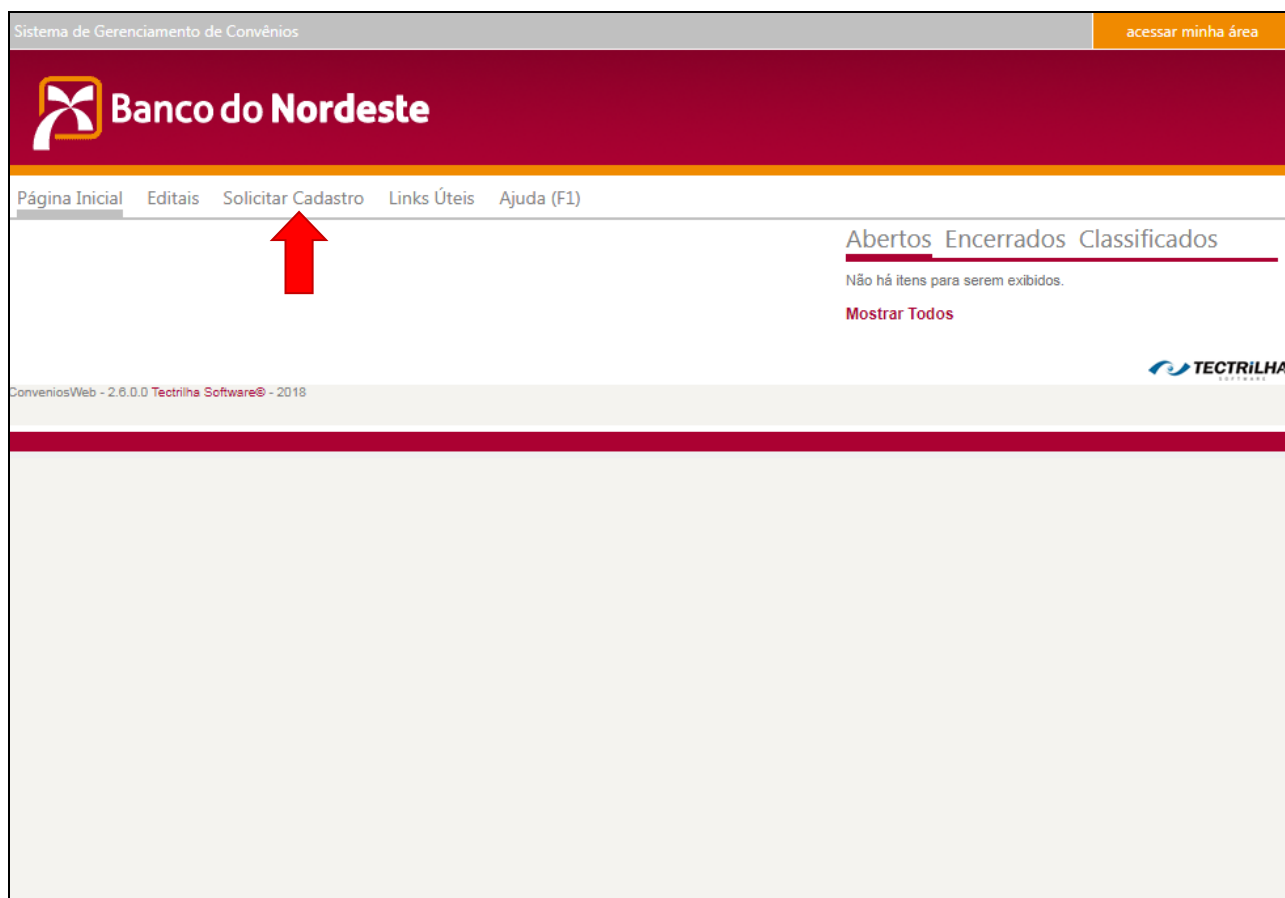 Sistema de Gerenciamento de Convênios acessar minha área
Banco do Nordeste
Página Inicial Editais Solicitar Cadastro Links Úteis Ajuda (F1)
Abertos Encerrados Classificados
Não há itens para serem exibidos.
Mostrar Todos
TECTRiLHA
SOFTWARE
ConveniosWeb - 2.6.0.0 Tectrilha Software® - 2018